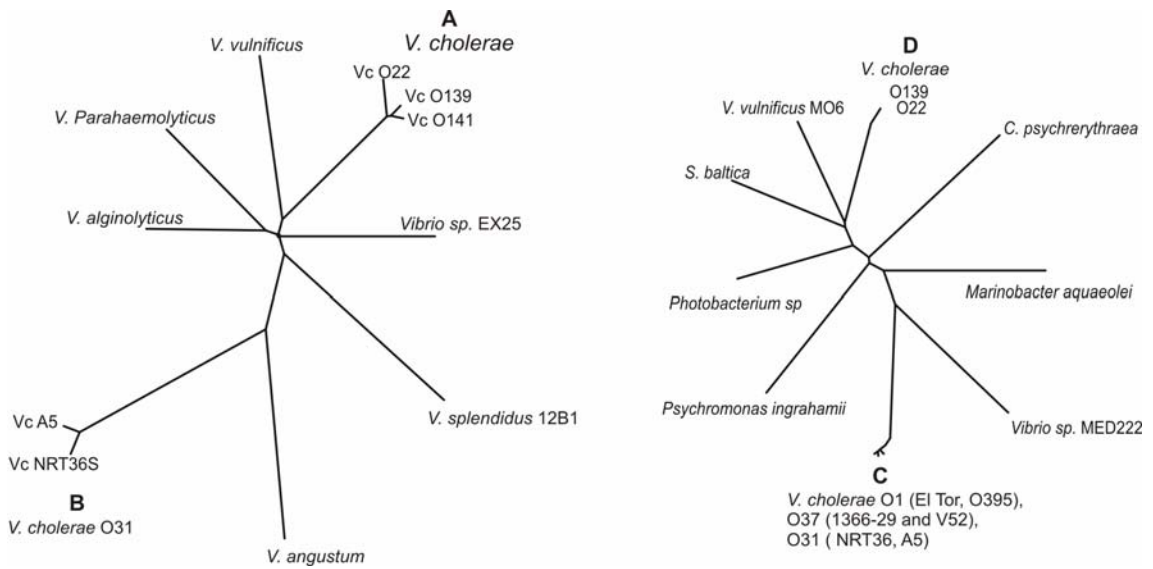 A
V. cholerae
V. vulnificus
Vc O22
Vc O139
Vc O141
V. Parahaemolyticus
V. alginolyticus
Vibrio sp. EX25
V. splendidus 12B1
Vc A5
Vc NRT36S
B
V. cholerae O31
V. angustum
D
V. cholerae
O139
O22
V. vulnificus MO6
C. psychrerythraea
S. baltica
Photobacterium sp
Marinobacter aquaeolei
Psychromonas ingrahamii
Vibrio sp. MED222
C
V. cholerae O1 (El Tor, O395),
O37 (1366-29 and V52),
O31 ( NRT36, A5)